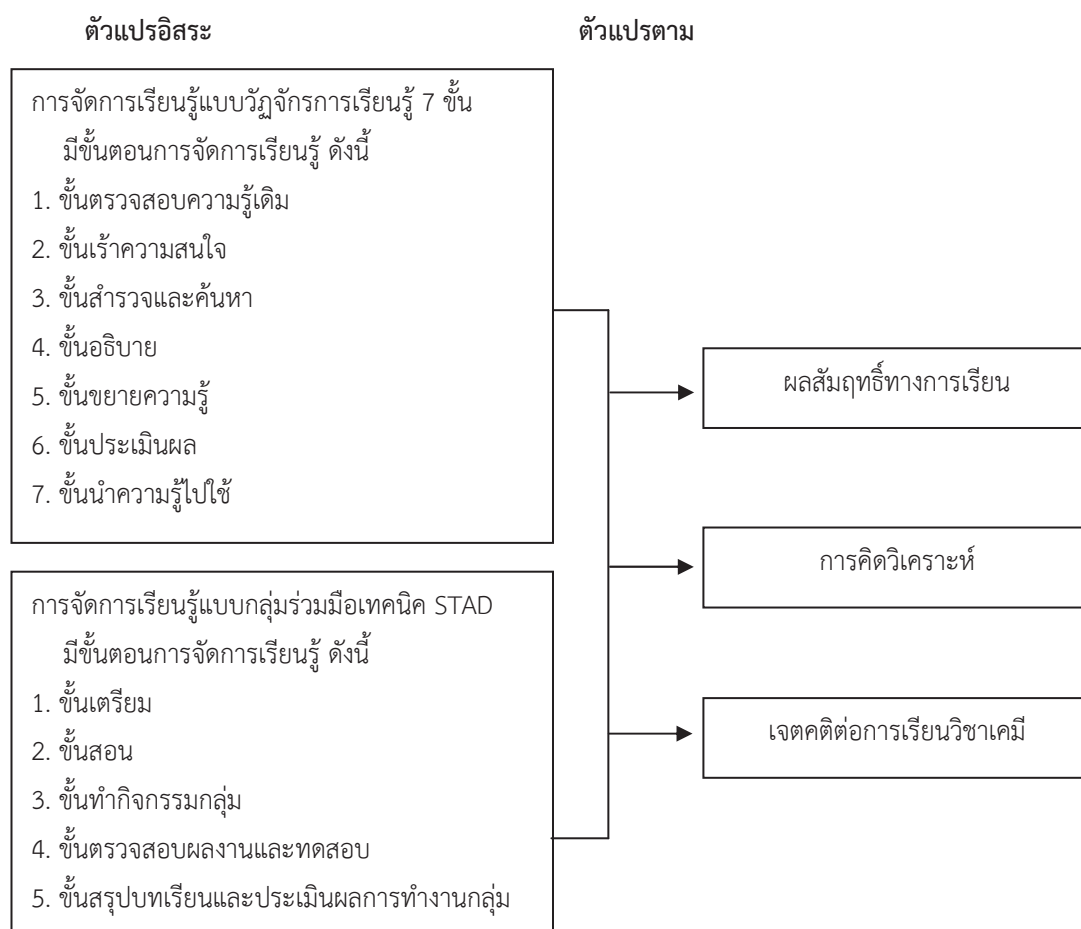 ตัวแปรอิสระ
ตัวแปรตาม
การจัดการเรียนรู้แบบวัฏจักรการเรียนรู้ 7 ขั้น
มีขั้นตอนการจัดการเรียนรู้ ดังนี้
1. ขั้นตรวจสอบความรู้เดิม
2. ขั้นเร้าความสนใจ
3. ขั้นสำรวจและค้นหา
4. ขั้นอธิบาย
5. ขั้นขยายความรู้
6. ขั้นประเมินผล
7. ขั้นนำความรู้ไปใช้
การจัดการเรียนรู้แบบกลุ่มร่วมมือเทคนิค STAD
มีขั้นตอนการจัดการเรียนรู้ ดังนี้
1. ขั้นเตรียม
2. ขั้นสอน
3. ขั้นทำกิจกรรมกลุ่ม
4. ขั้นตรวจสอบผลงานและทดสอบ
5. ขั้นสรุปบทเรียนและประเมินผลการทำงานกลุ่ม
ผลสัมฤทธิ์ทางการเรียน
การคิดวิเคราะห์
เจตคติต่อการเรียนวิชาเคมี